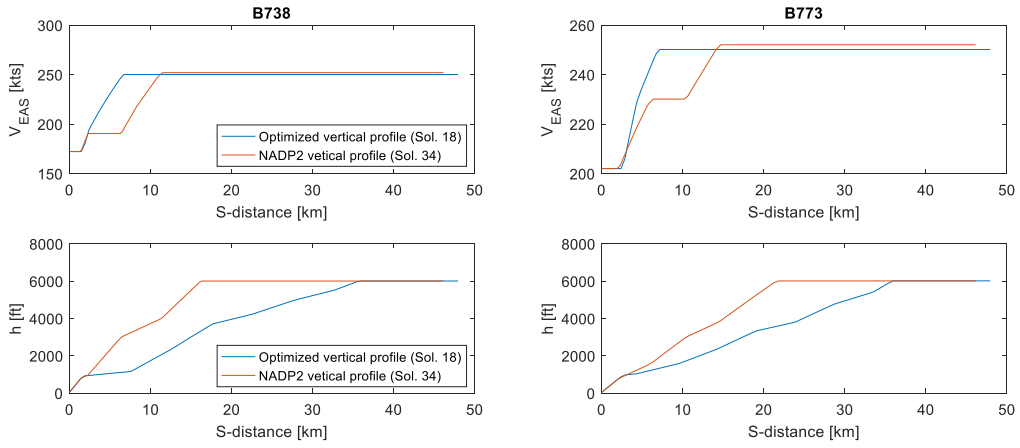 B738
300
250
200
150
V_EAS [kts]
0 10 20 30 40 50
S-distance [km]
Optimized vertical profile (Sol. 18)
NADP2 vetical profile (Sol. 34)
B773
260
240
220
200
V_EAS [kts]
0 10 20 30 40 50
S-distance [km]
8000
6000
4000
2000
0
h [ft]
0 10 20 30 40 50
S-distance [km]
Optimized vertical profile (Sol. 18)
NADP2 vetical profile (Sol. 34)
8000
6000
4000
2000
0
h [ft]
0 10 20 30 40 50
S-distance [km]